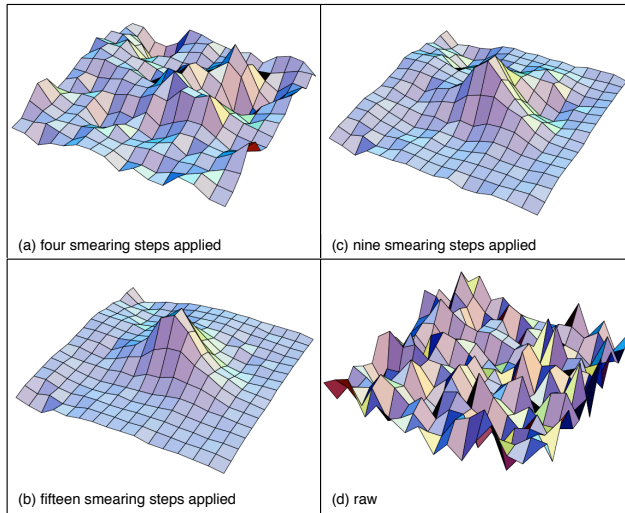 (a) four smearing steps applied
(c) nine smearing steps applied
(b) fifteen smearing steps applied
(d) raw